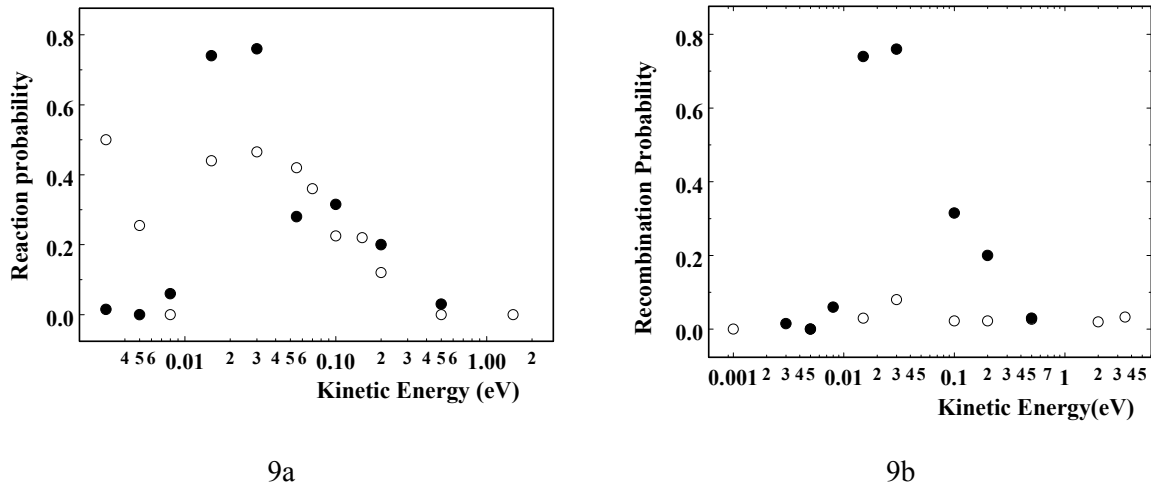 Reaction probability
0.8
0.6
0.4
0.2
0.0
4 5 6 0.01 2 3 4 5 6 0.10 2 3 4 5 6 1.00 2
Kinetic Energy (eV)
9a
Recombination Probability
0.8
0.6
0.4
0.2
0.0
0.001 2 3 4 5 0.01 2 3 4 5 0.1 2 3 4 5 7 1 2 3 4 5
Kinetic Energy(eV)
9b